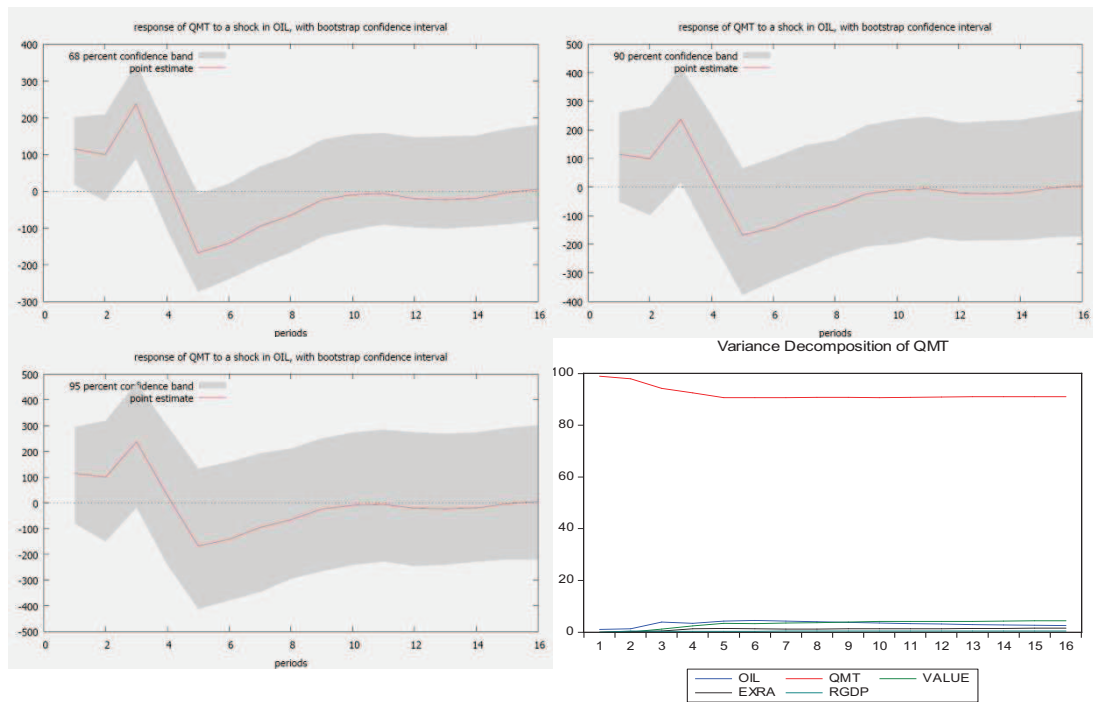 response of QMT to a shock in OIL, with bootstrap confidence interval
68 percent confidence band
point estimate
400
300
200
100
0
-100
-200
-300
0 2 4 6 8 10 12 14 16
periods
response of QMT to a shock in OIL, with bootstrap confidence interval
90 percent confidence band
point estimate
500
400
300
200
100
0
-100
-200
-300
-400
0 2 4 6 8 10 12 14 16
periods
response of QMT to a shock in OIL, with bootstrap confidence interval
95 percent confidence band
point estimate
500
400
300
200
100
0
-100
-200
-300
-400
-500
0 2 4 6 8 10 12 14 16
periods
Variance Decomposition of QMT
100
80
60
40
20
0
1 2 3 4 5 6 7 8 9 10 11 12 13 14 15 16
OIL QMT VALUE
EXRA RGDP